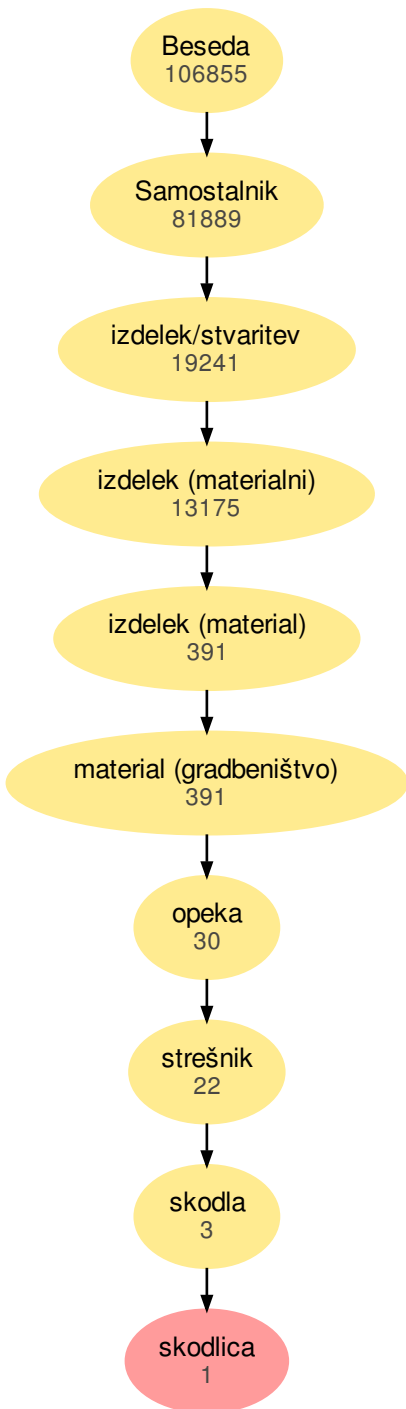 Beseda
106855
Samostalnik
81889
izdelek/stvaritev
19241
izdelek (materialni)
13175
izdelek (material)
391
material (gradbeništvo)
391
opeka
30
strešnik
22
skodla
3
skodlica
1